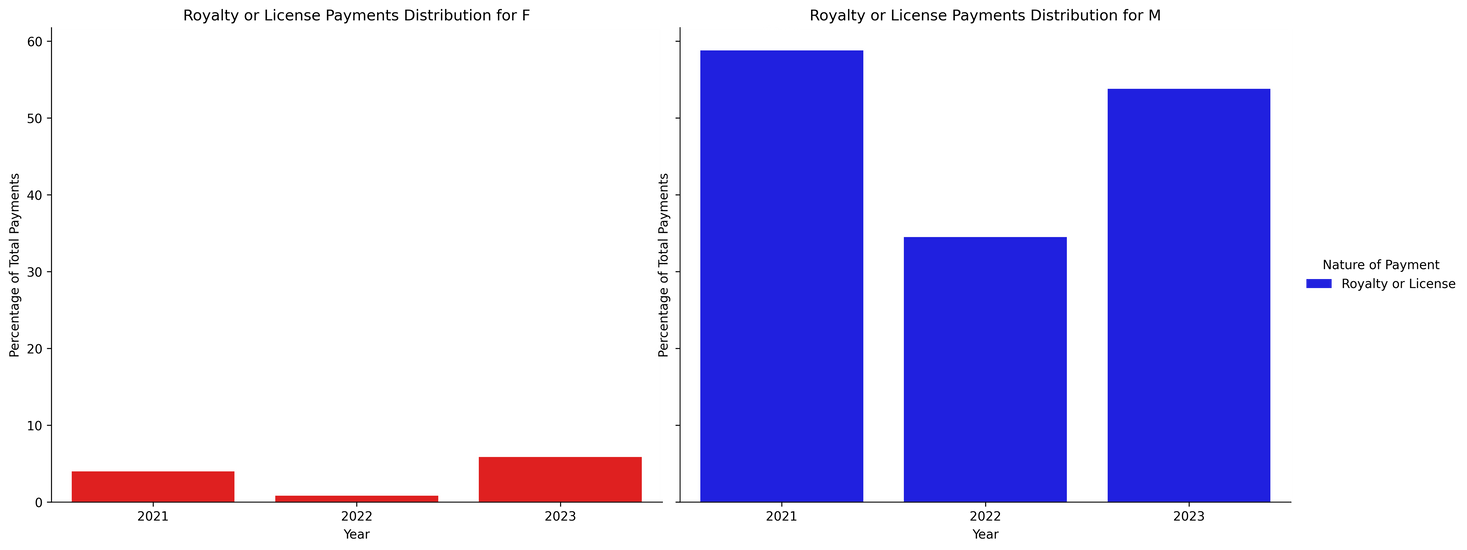 Royalty or License Payments Distribution for F
Percentage of Total Payments
60
50
40
30
20
10
0
2021
2022
2023
Year
Royalty or License Payments Distribution for M
Percentage of Total Payments
2021
2022
2023
Year
Nature of Payment
Royalty or License